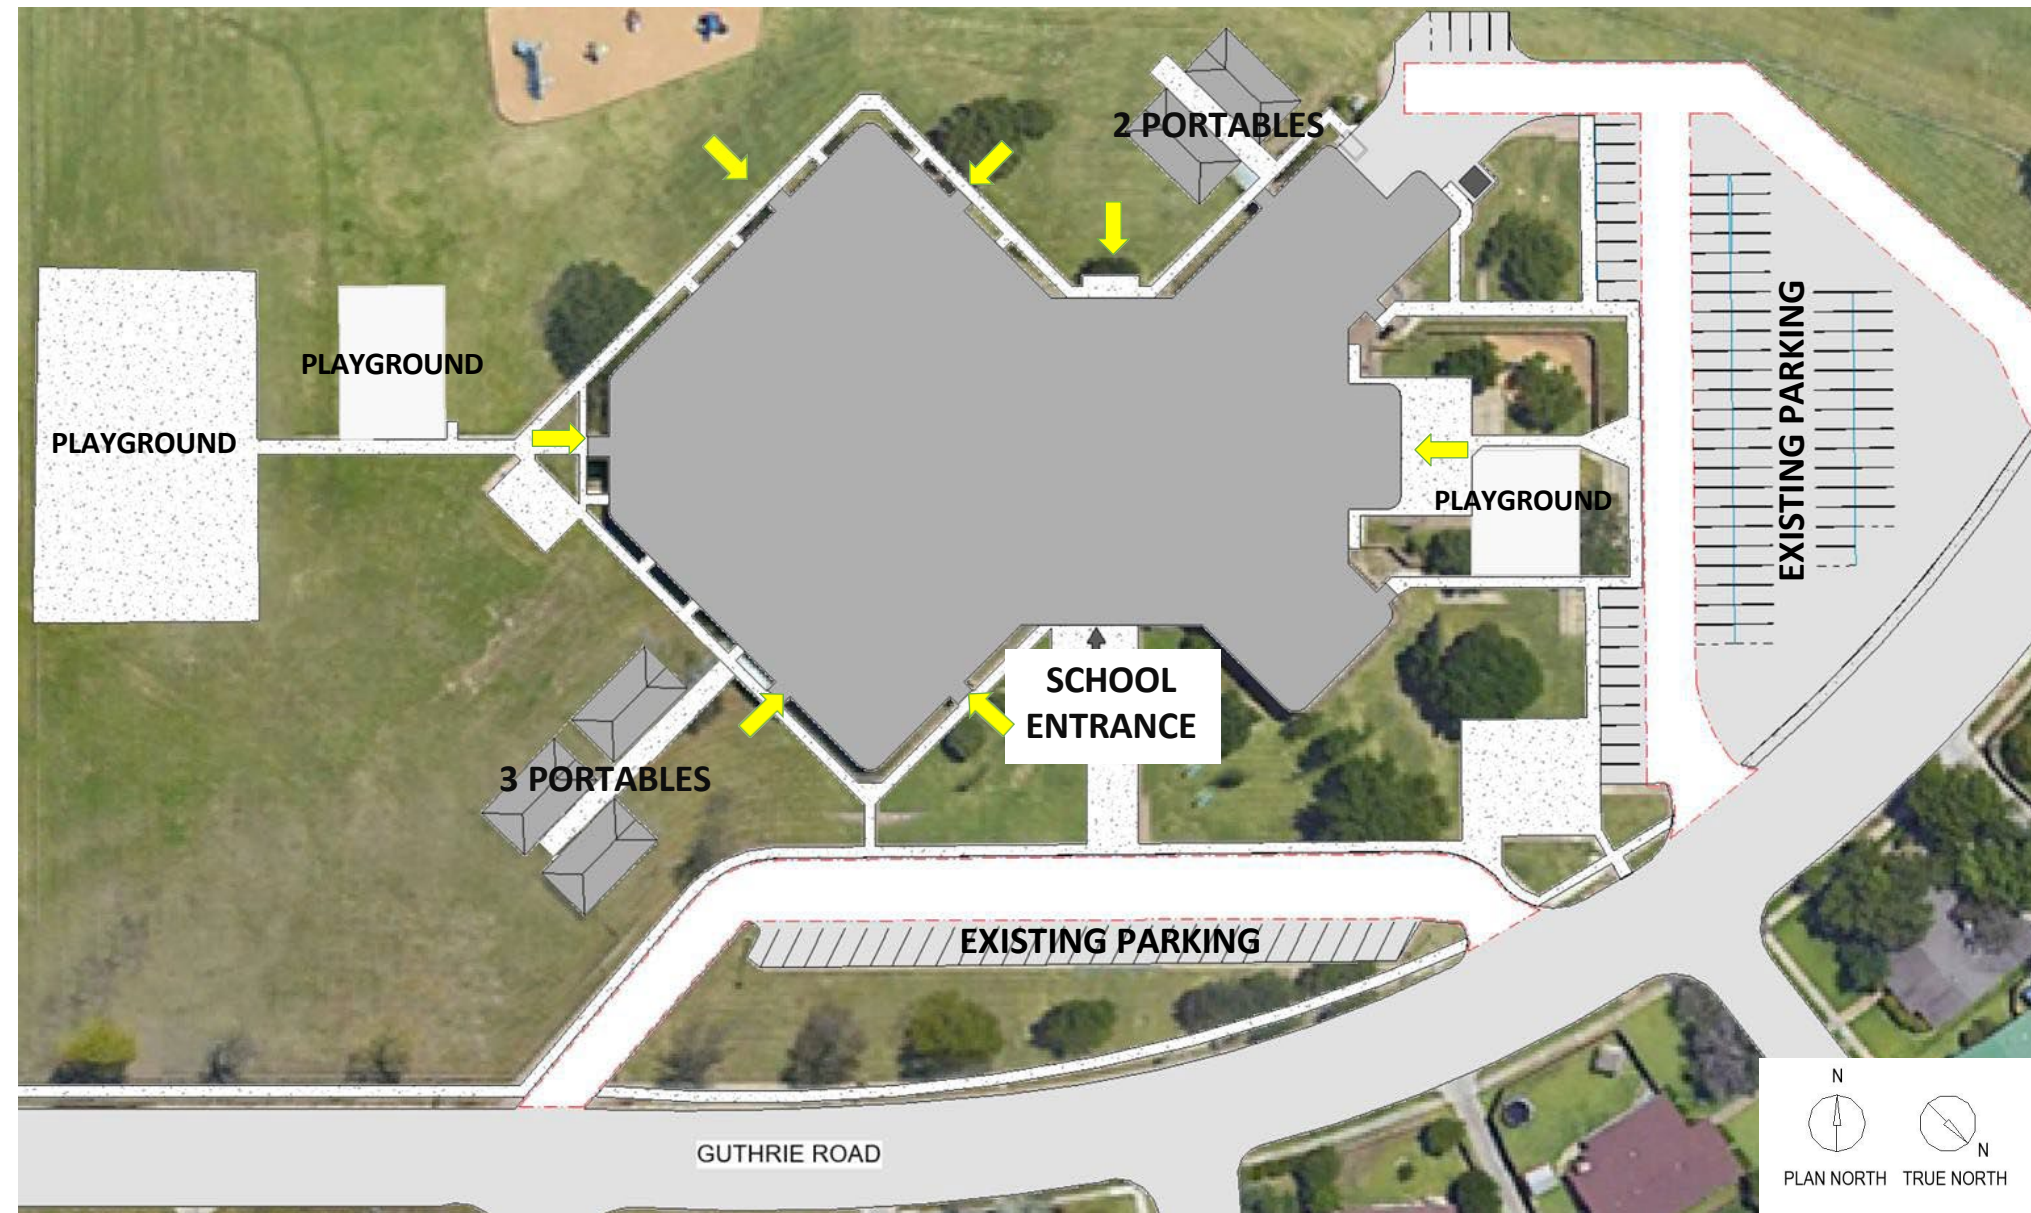 2 PORTABLES
PLAYGROUND
PLAYGROUND
EXISTING PARKING
PLAYGROUND
SCHOOL
ENTRANCE
3 PORTABLES
EXISTING PARKING
GUTHRIE ROAD
N
N
PLAN NORTH
TRUE NORTH